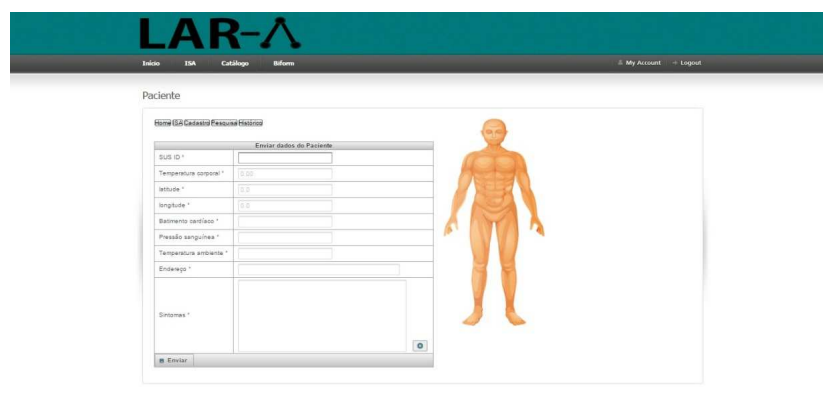 LAR-Λ
Início ISA Catálogo Biform My Account Logout
Paciente
Home ISA Cadastro Pesquisa Histórico
Enviar dados do Paciente
SUS ID *
Temperatura corporal * 0.00
latitude * 0.0
longitude * 0.0
Batimento cardíaco *
Pressão sanguínea *
Temperatura ambiente *
Endereço *
Sintomas *
Enviar